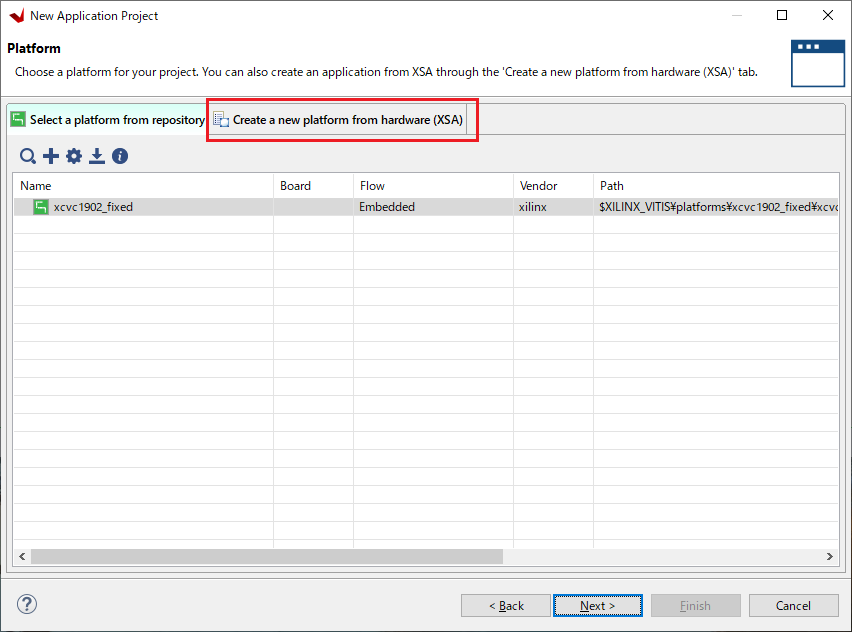 New Application Project
Platform
Choose a platform for your project. You can also create an application from XSA through the 'Create a new platform from hardware (XSA)' tab.
Select a platform from repository Create a new platform from hardware (XSA)
Name Board Flow Vendor Path
xcvc1902_fixed Embedded xilinx $XILINX_VITIS¥platforms¥xcvc1902_fixed¥xcvc
< Back Next > Finish Cancel